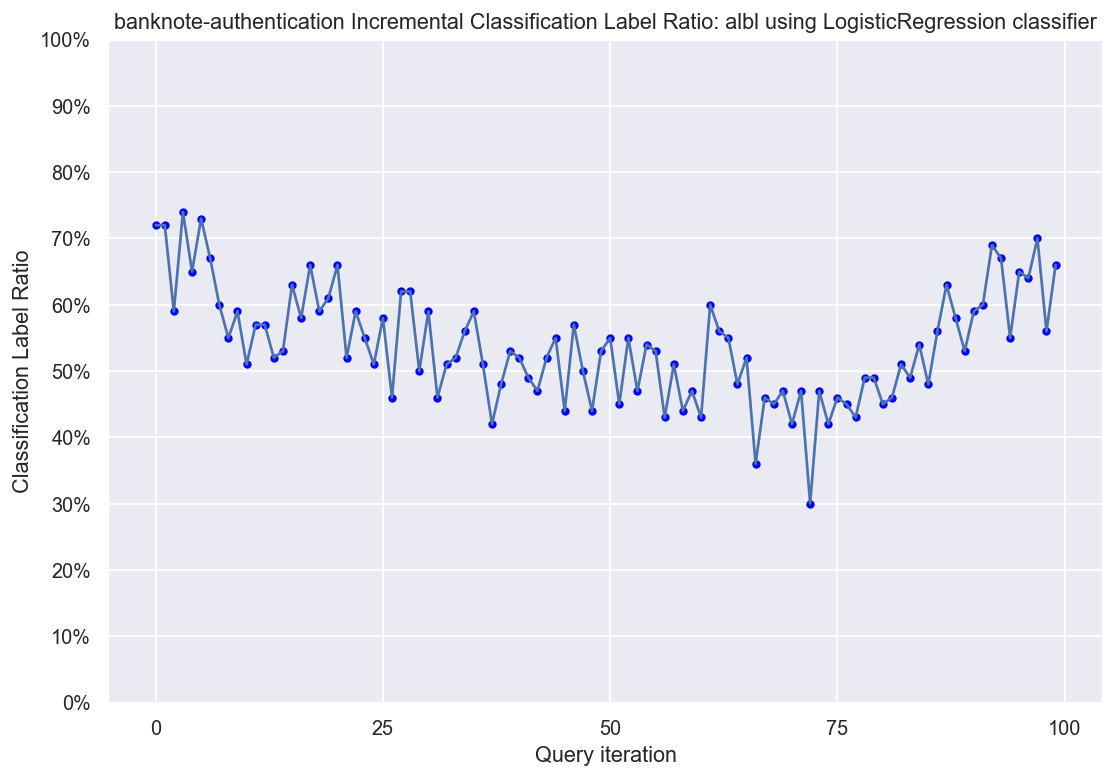 banknote-authentication Incremental Classification Label Ratio: albl using LogisticRegression classifier
100%
90%
80%
70%
60%
50%
40%
30%
20%
10%
0%
Classification Label Ratio
0 25 50 75 100
Query iteration